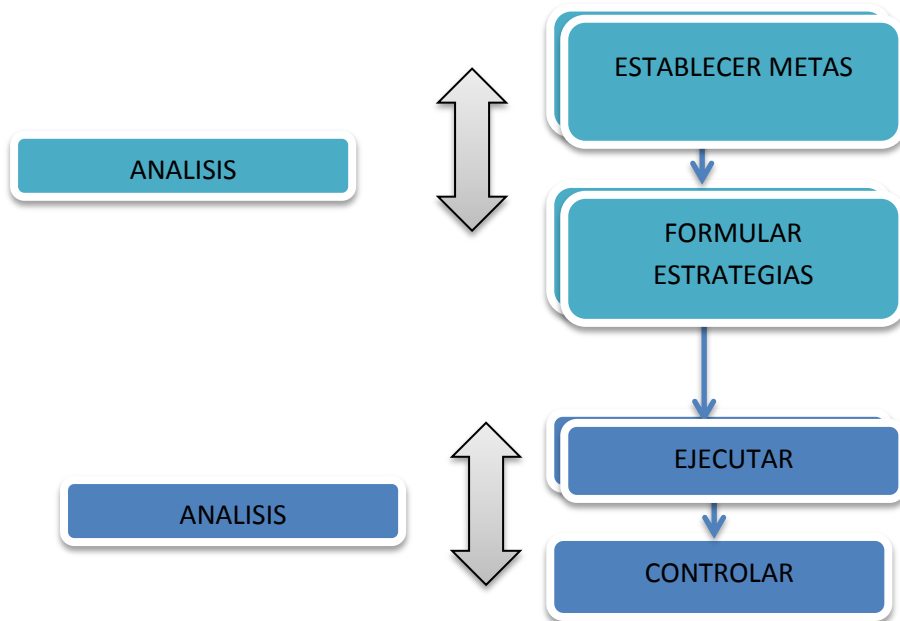 ESTABLECER METAS
ANALISIS
FORMULAR
ESTRATEGIAS
EJECUTAR
ANALISIS
CONTROLAR